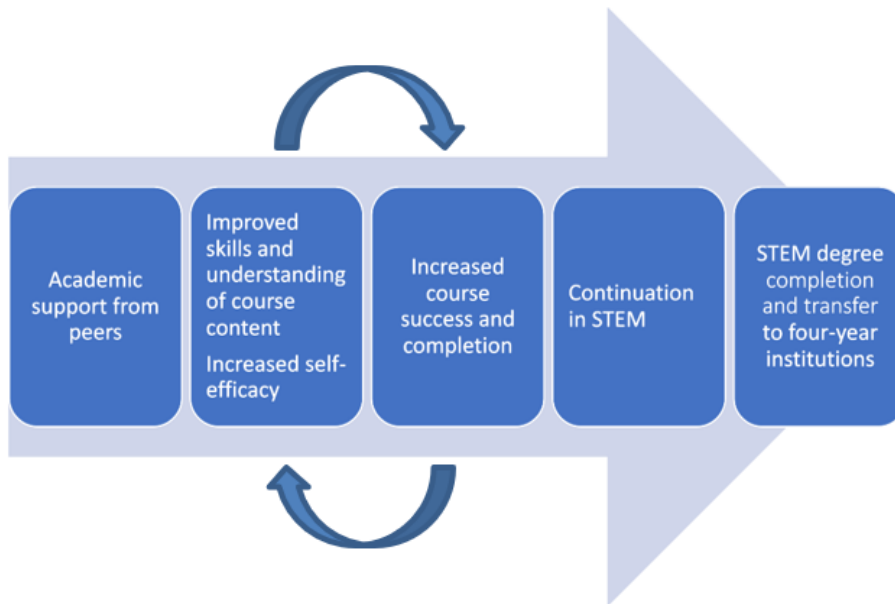 Academic
support from
peers
Improved
skills and
understanding
of course
content
Increased self-
efficacy
Increased
course
success and
completion
Continuation
in STEM
STEM degree
completion
and transfer
to four-year
institutions